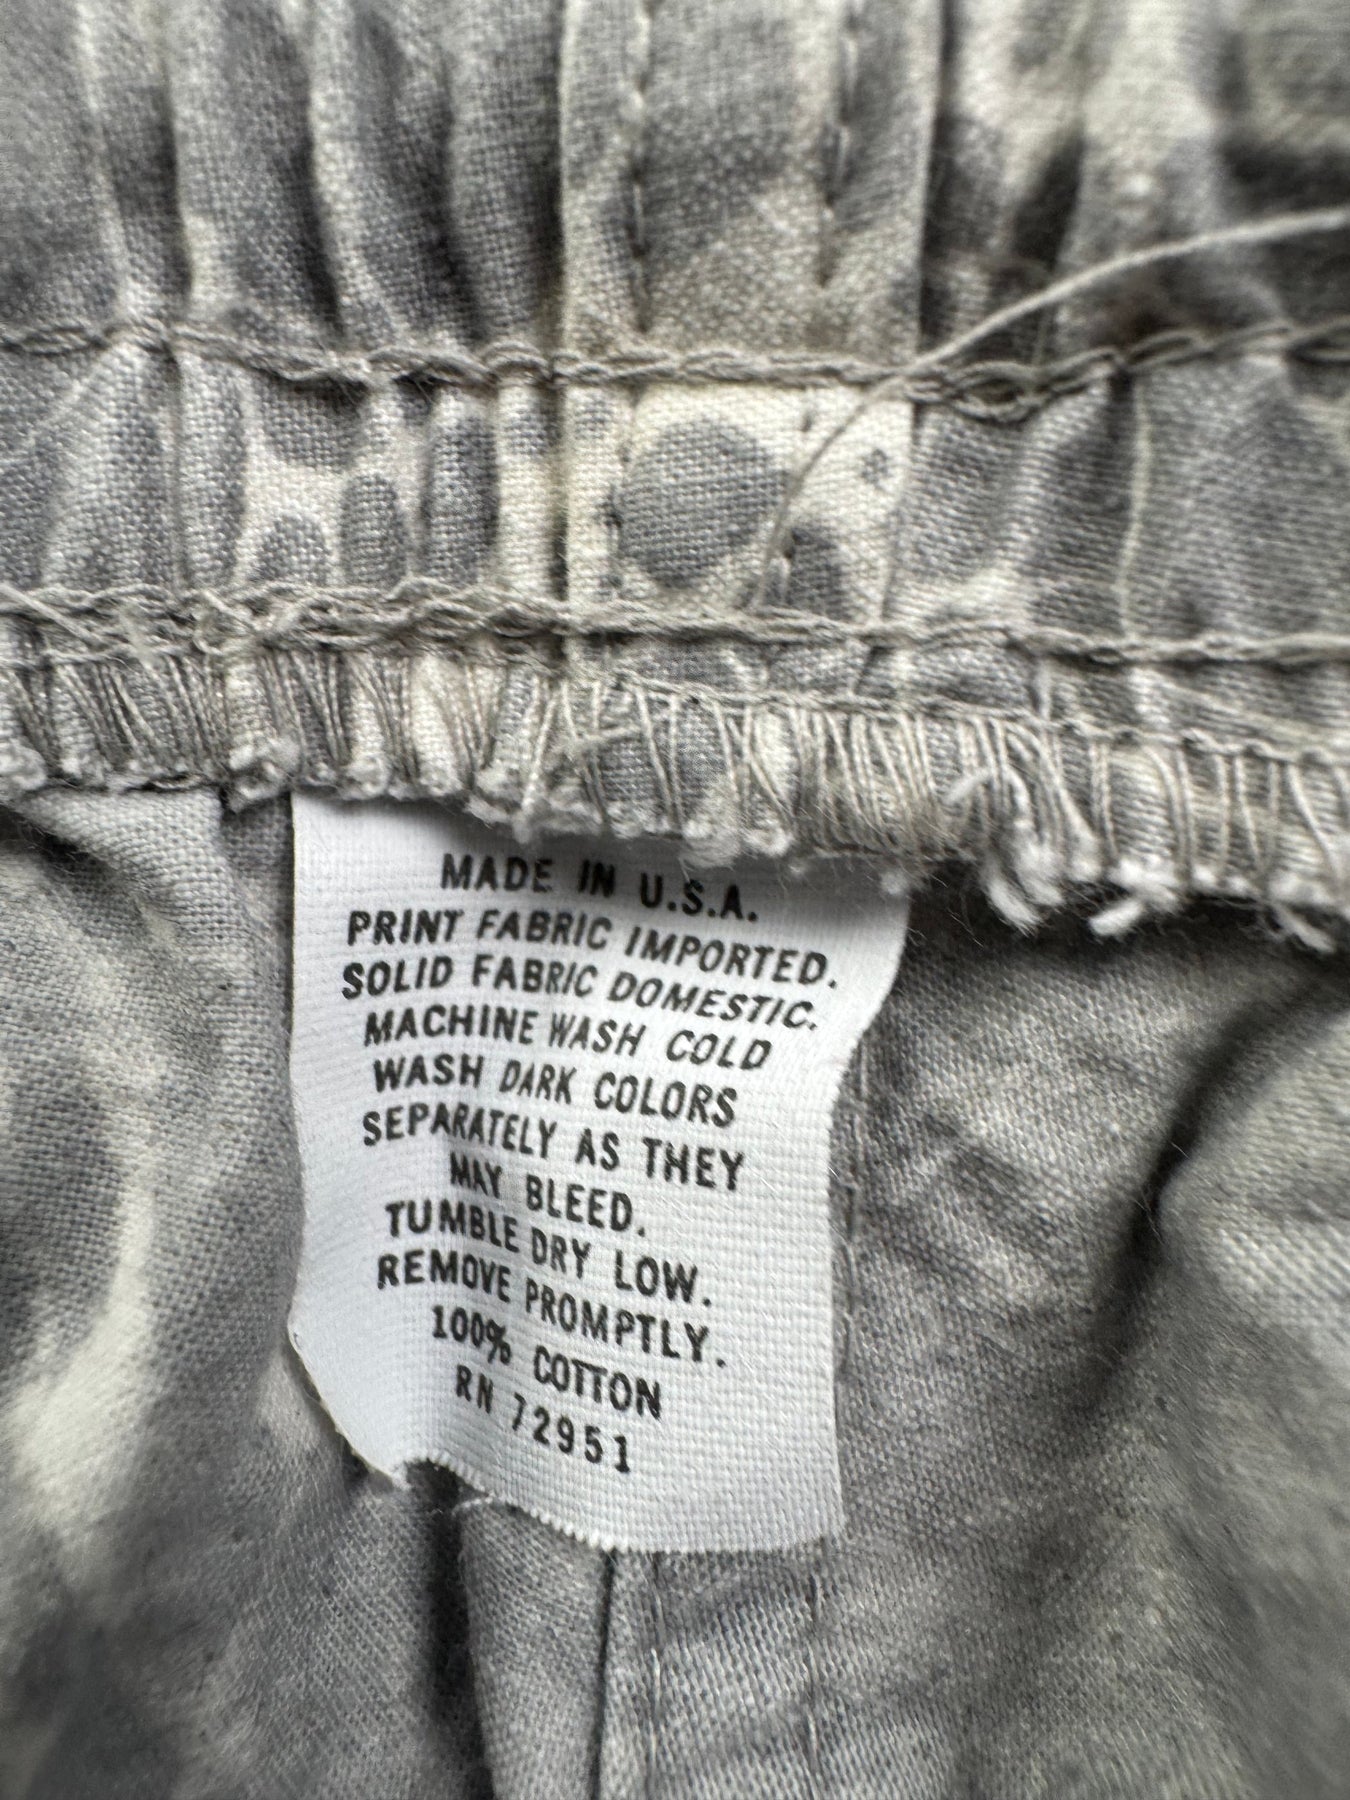 MADE IN U.S.A.
PRINT FABRIC IMPORTED.
SOLID FABRIC DOMESTIC.
MACHINE WASH COLD
WASH DARK COLORS
SEPARATELY AS THEY
MAY BLEED.
TUMBLE DRY LOW.
REMOVE PROMPTLY.
100% COTTON
RN 72951